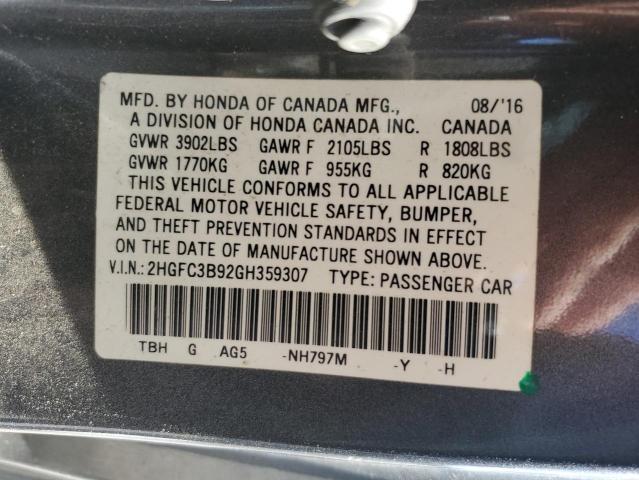 MFD. BY HONDA OF CANADA MFG., 08/'16
A DIVISION OF HONDA CANADA INC. CANADA
GVWR 3902LBS GAWR F 2105LBS R 1808LBS
GVWR 1770KG GAWR F 955KG R 820KG
THIS VEHICLE CONFORMS TO ALL APPLICABLE
FEDERAL MOTOR VEHICLE SAFETY, BUMPER,
AND THEFT PREVENTION STANDARDS IN EFFECT
ON THE DATE OF MANUFACTURE SHOWN ABOVE.
V.I.N.: 2HGFC3B92GH359307 TYPE: PASSENGER CAR
TBH G AG5 -NH797M -Y -H